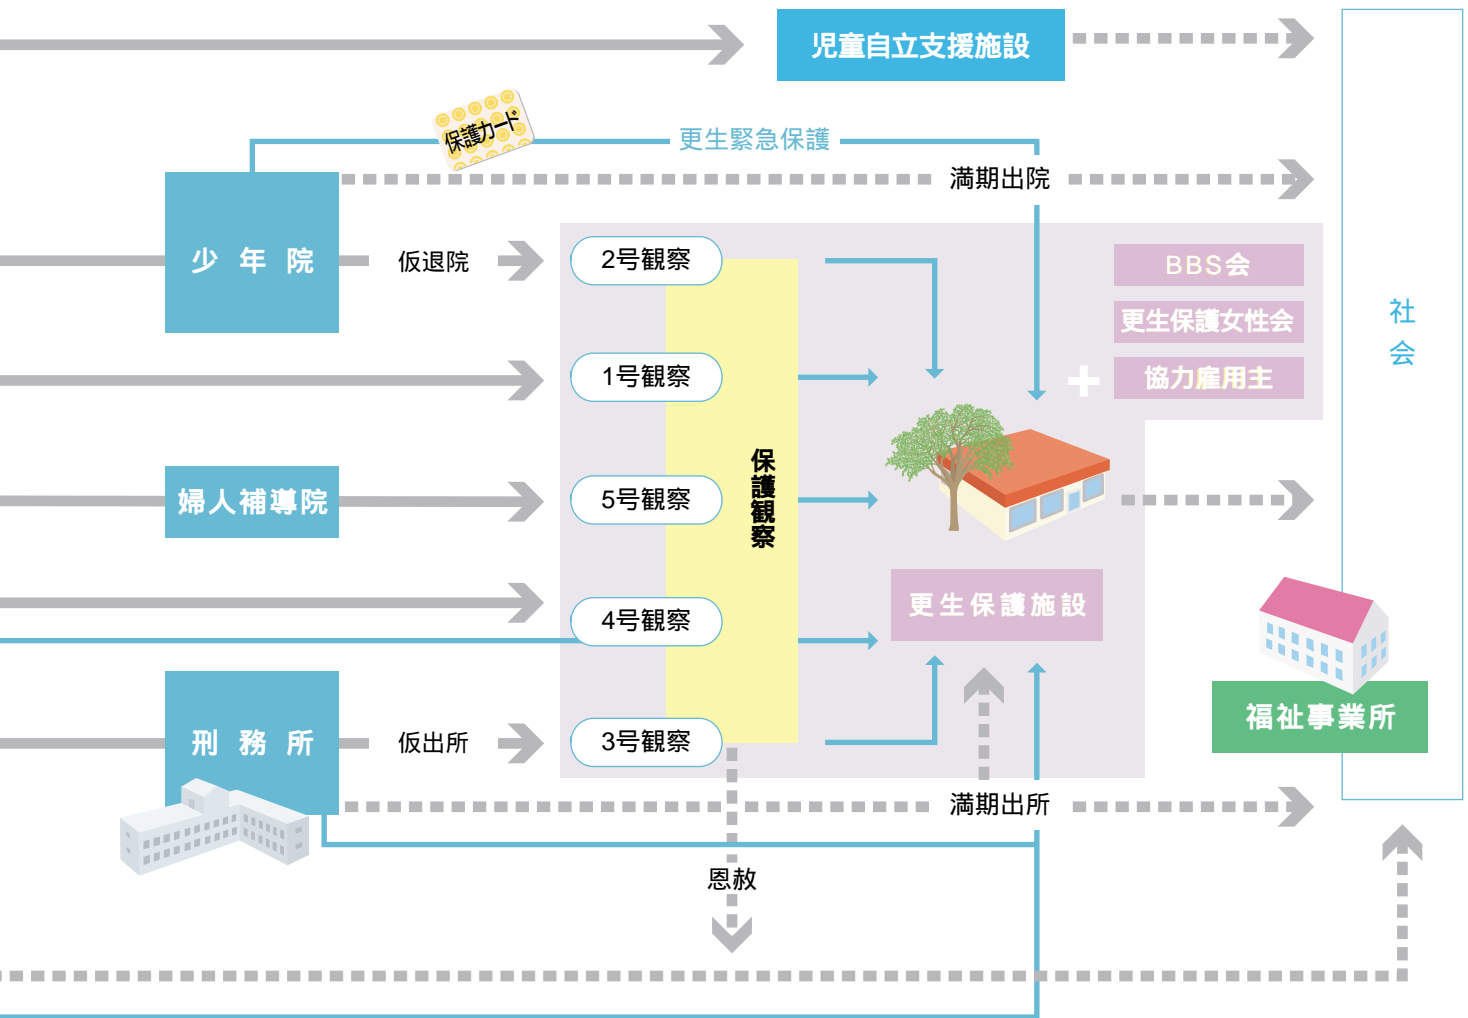 児童自立支援施設
保護カード
更生緊急保護
満期出院
少年院
仮退院
2号観察
BBS会
更生保護女性会
協力雇用主
社会
1号観察
+
保護観察
婦人補導院
5号観察
4号観察
更生保護施設
福祉事業所
刑務所
仮出所
3号観察
満期出所
恩赦